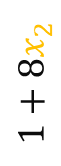 1 + 8x₂